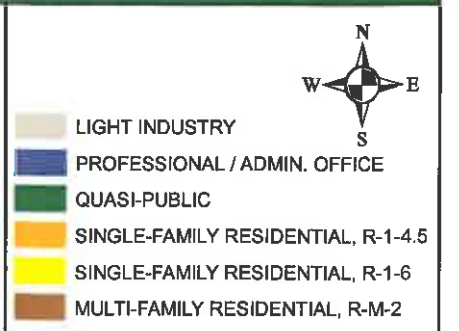 N
W E
S
LIGHT INDUSTRY
PROFESSIONAL / ADMIN. OFFICE
QUASI-PUBLIC
SINGLE-FAMILY RESIDENTIAL, R-1-4.5
SINGLE-FAMILY RESIDENTIAL, R-1-6
MULTI-FAMILY RESIDENTIAL, R-M-2